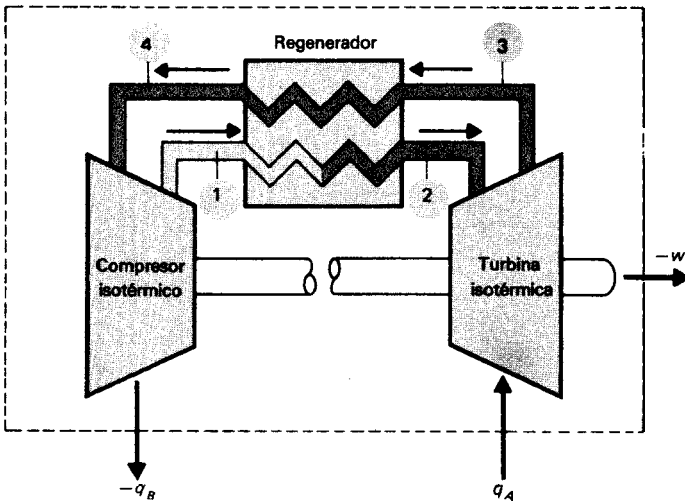 4
Regenerador
3
1
2
Compresor
isotérmico
Turbina
isotérmica
-w
-q_B
q_A